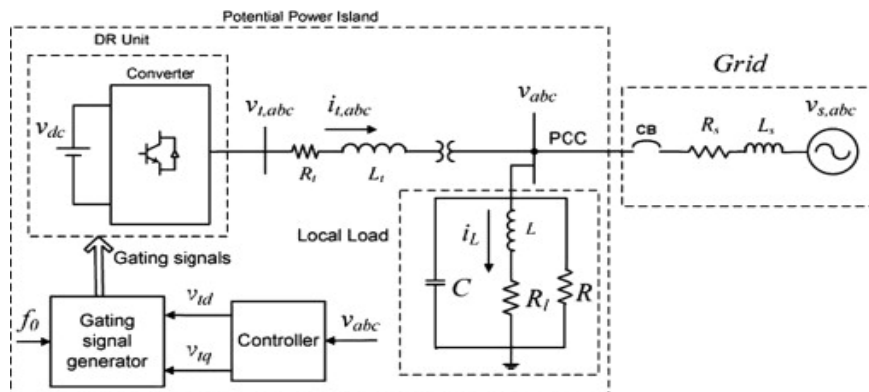 Potential Power Island
DR Unit
Converter
Grid
v_dc
v_t,abc
i_t,abc
v_abc
v_s,abc
PCC
CB
R_s
L_s
R_t
L_t
Local Load
i_L
L
C
R_l
R
Gating signals
f_0
Gating
signal
generator
v_td
v_tq
Controller
v_abc